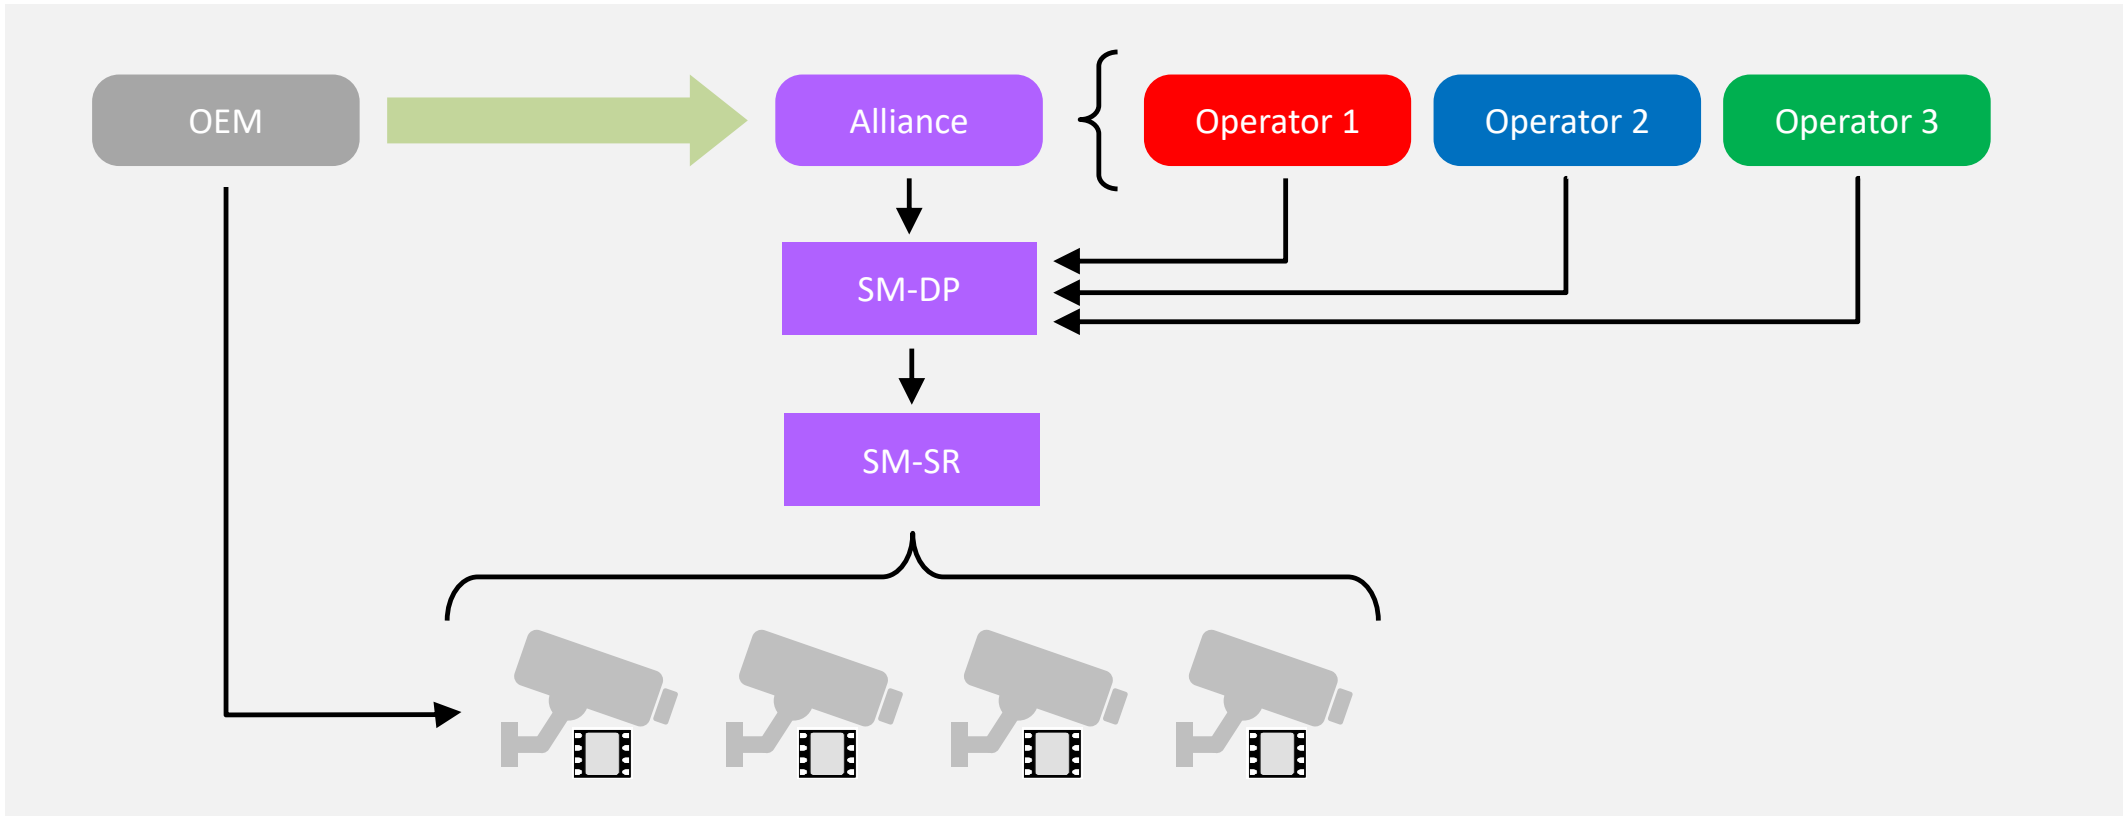 OEM
Alliance
Operator 1
Operator 2
Operator 3
SM-DP
SM-SR